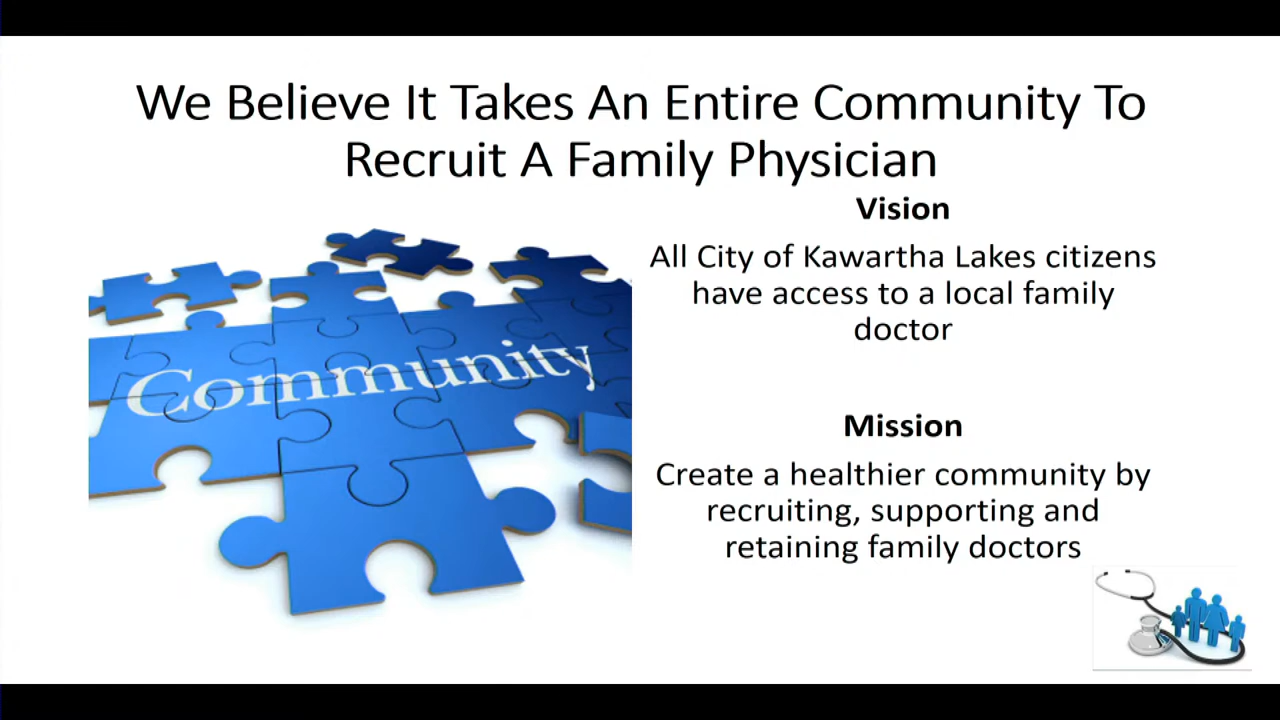 We Believe It Takes An Entire Community To
Recruit A Family Physician
Vision
All City of Kawartha Lakes citizens
have access to a local family
doctor
Community
Mission
Create a healthier community by
recruiting, supporting and
retaining family doctors